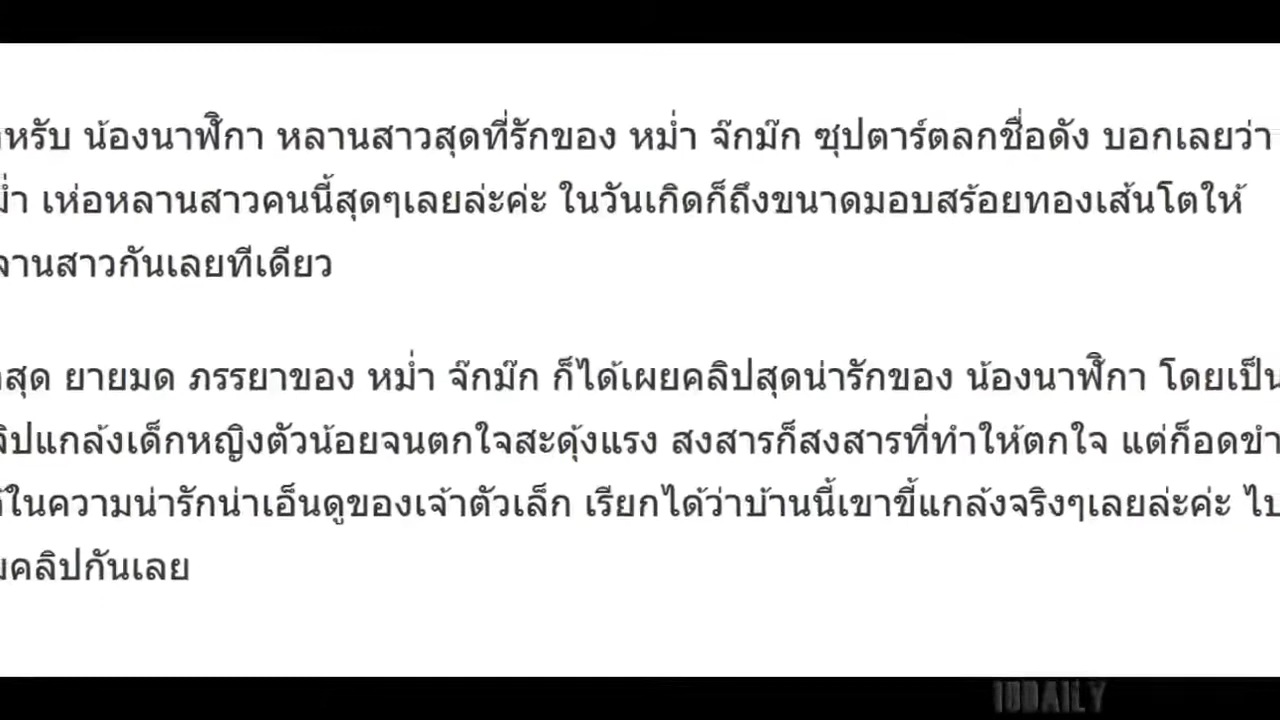 หรับ น้องนาฬิกา หลานสาวสุดที่รักของ หม่ำ จ๊กม๊ก ซุปตาร์ตลกชื่อดัง บอกเลยว่า
เห่อหลานสาวคนนี้สุดๆเลยล่ะค่ะ ในวันเกิดก็ถึงขนาดมอบสร้อยทองเส้นโตให้
ลานสาวกันเลยทีเดียว
สุด ยายมด ภรรยาของ หม่ำ จ๊กม๊ก ก็ได้เผยคลิปสุดน่ารักของ น้องนาฬิกา โดยเป็น
ิปแกล้งเด็กหญิงตัวน้อยจนตกใจสะดุ้งแรง สงสารก็สงสารที่ทำให้ตกใจ แต่ก็อดขำ
ในความน่ารักน่าเอ็นดูของเจ้าตัวเล็ก เรียกได้ว่าบ้านนี้เขาขี้แกล้งจริงๆเลยล่ะค่ะ ไป
คลิปกันเลย